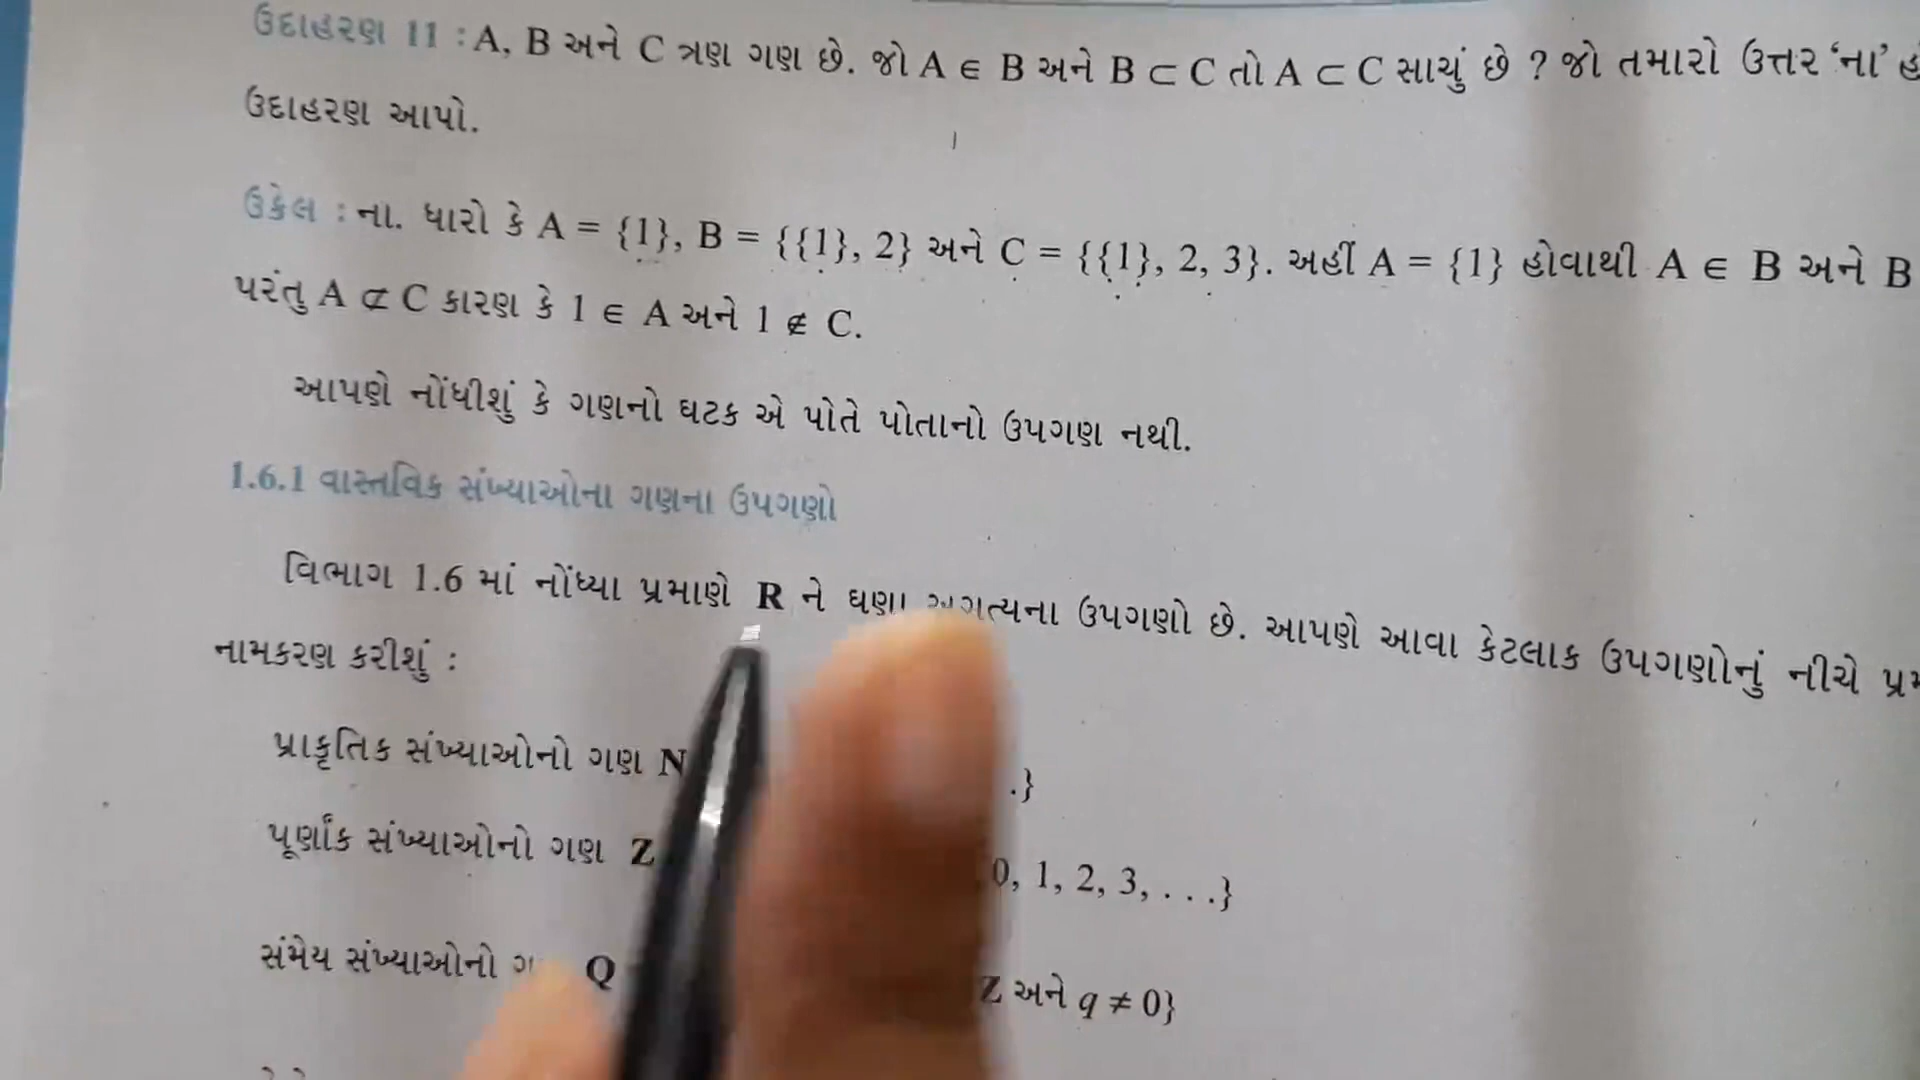 ઉદાહરણ 11 : A, B અને C ત્રણ ગણ છે. જો A ∈ B અને B ⊂ C તો A ⊂ C સાચું છે ? જો તમારો ઉત્તર ‘ના’
ઉદાહરણ આપો.
ઉકેલ : ના. ધારો કે A = {1}, B = {{1}, 2} અને C = {{1}, 2, 3}. અહીં A = {1} હોવાથી A ∈ B અને B
પરંતુ A ⊄ C કારણ કે 1 ∈ A અને 1 ∉ C.
આપણે નોંધીશું કે ગણનો ઘટક એ પોતે પોતાનો ઉપગણ નથી.
1.6.1 વાસ્તવિક સંખ્યાઓના ગણના ઉપગણો
વિભાગ 1.6 માં નોંધ્યા પ્રમાણે R ને ઘણા અગત્યના ઉપગણો છે. આપણે આવા કેટલાક ઉપગણોનું નીચે
નામકરણ કરીશું :
પ્રાકૃતિક સંખ્યાઓનો ગણ N .}
પૂર્ણાંક સંખ્યાઓનો ગણ Z 0, 1, 2, 3, . . .}
સંમેય સંખ્યાઓનો Q Z અને q ≠ 0}